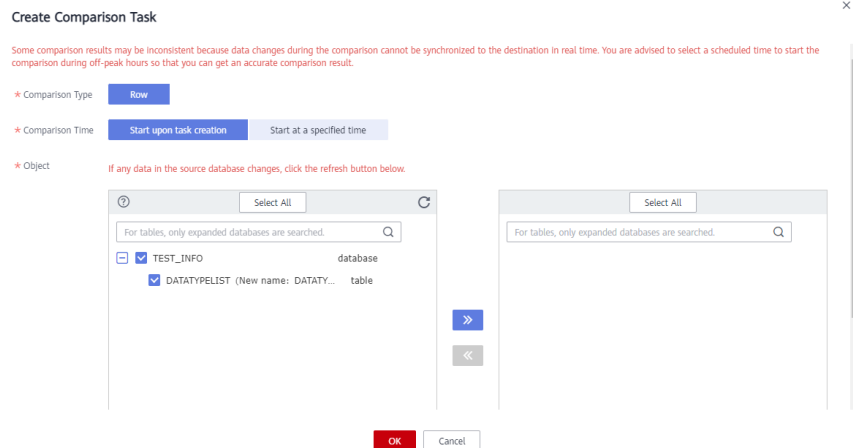 Create Comparison Task
Some comparison results may be inconsistent because data changes during the comparison cannot be synchronized to the destination in real time. You are advised to select a scheduled time to start the
comparison during off-peak hours so that you can get an accurate comparison result.
* Comparison Type Row
* Comparison Time Start upon task creation Start at a specified time
* Object If any data in the source database changes, click the refresh button below.
Select All Select All
For tables, only expanded databases are searched. For tables, only expanded databases are searched.
TEST_INFO database
DATATYPELIST (New name: DATATY... table
OK Cancel